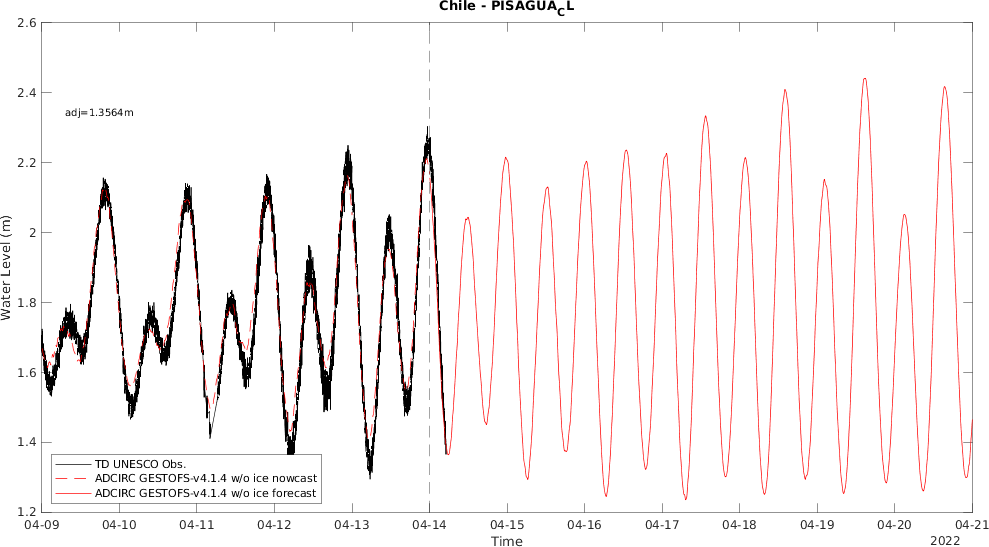 Chile - PISAGUA_CL
2.6
2.4
2.2
2
1.8
1.6
1.4
1.2
Water Level (m)
adj=1.3564m
TD UNESCO Obs.
ADCIRC GESTOFS-v4.1.4 w/o ice nowcast
ADCIRC GESTOFS-v4.1.4 w/o ice forecast
04-09 04-10 04-11 04-12 04-13 04-14 04-15 04-16 04-17 04-18 04-19 04-20 04-21
Time
2022